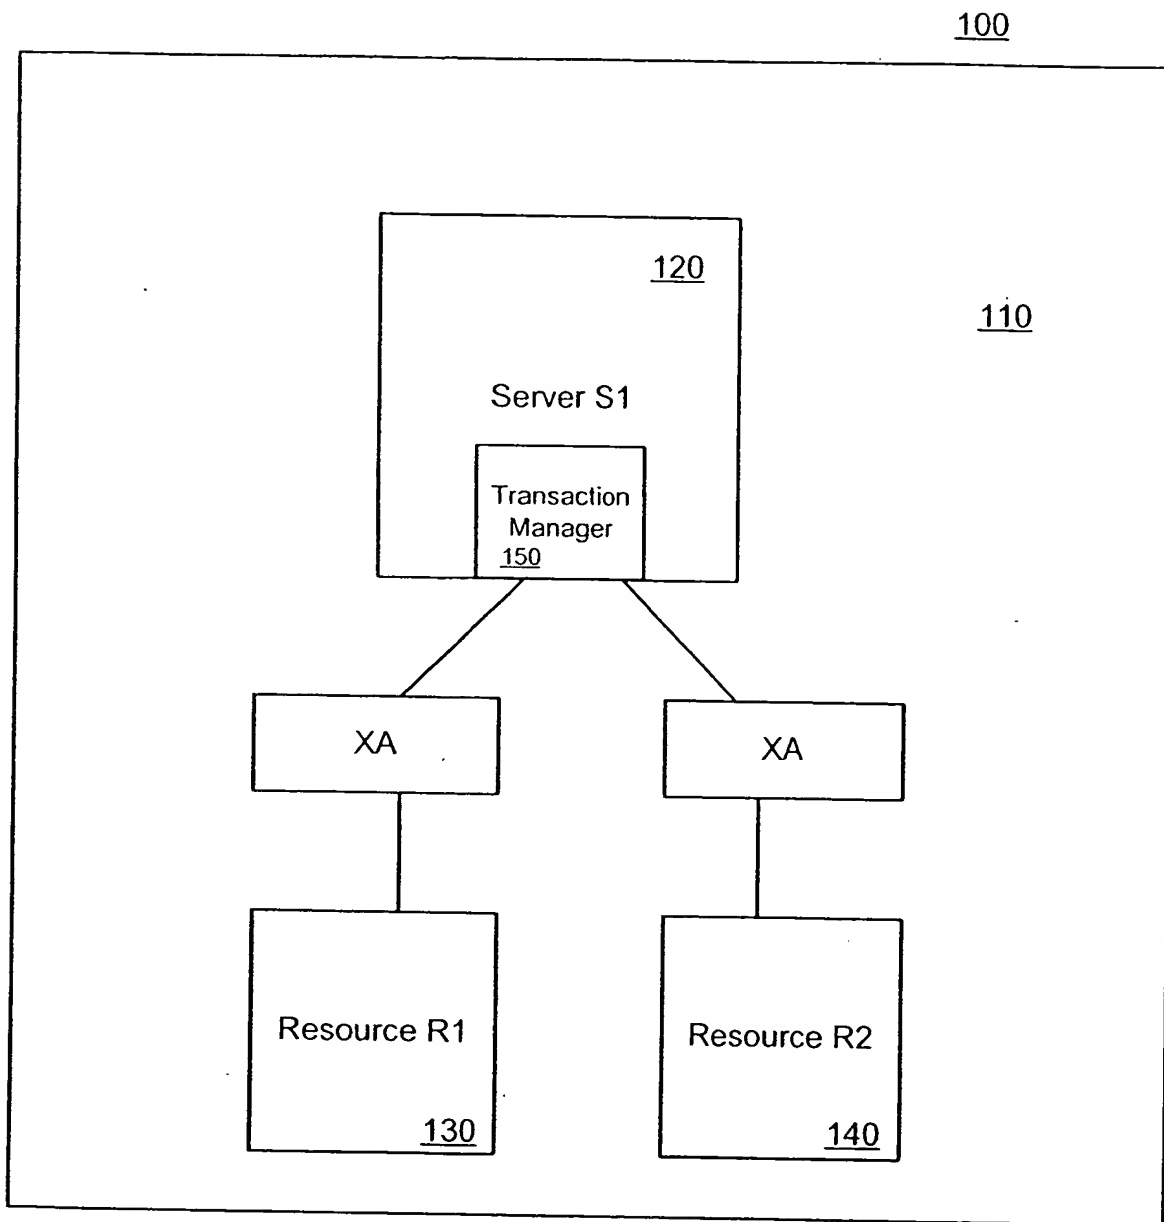 100
120
110
Server S1
Transaction
Manager
150
XA
XA
Resource R1
Resource R2
130
140